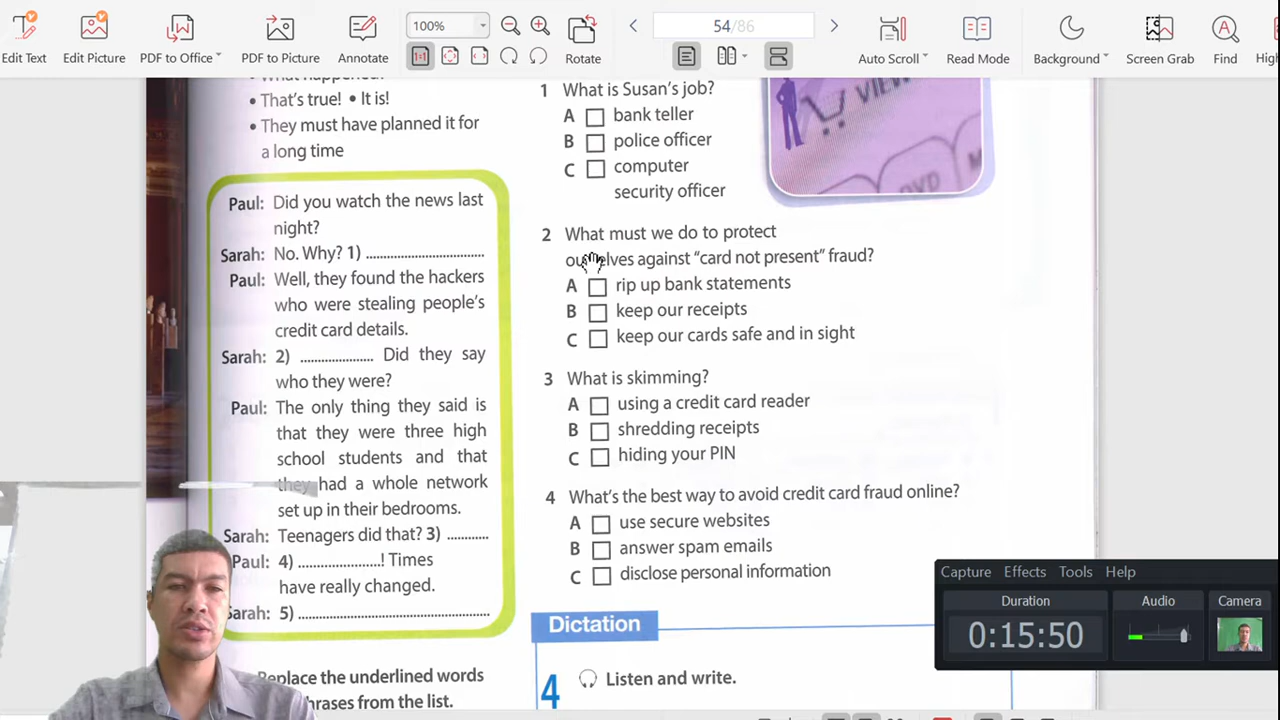 Edit Text
Edit Picture
PDF to Office
PDF to Picture
Annotate
100%
Rotate
54/86
Auto Scroll
Read Mode
Background
Screen Grab
Find
• What happened?
• That's true! • It is!
• They must have planned it for
a long time
Paul: Did you watch the news last
night?
Sarah: No. Why? 1) ................................
Paul: Well, they found the hackers
who were stealing people's
credit card details.
Sarah: 2) .................... Did they say
who they were?
Paul: The only thing they said is
that they were three high
school students and that
they had a whole network
set up in their bedrooms.
Sarah: Teenagers did that? 3) ...........
Paul: 4) .......................! Times
have really changed.
Sarah: 5) ....................................................
place the underlined words
phrases from the list.
1 What is Susan's job?
A bank teller
B police officer
C computer
security officer
VIEW
DVD
2 What must we do to protect
ourselves against "card not present" fraud?
A rip up bank statements
B keep our receipts
C keep our cards safe and in sight
3 What is skimming?
A using a credit card reader
B shredding receipts
C hiding your PIN
4 What's the best way to avoid credit card fraud online?
A use secure websites
B answer spam emails
C disclose personal information
Dictation
4 Listen and write.
Capture Effects Tools Help
Duration
0:15:50
Audio
Camera